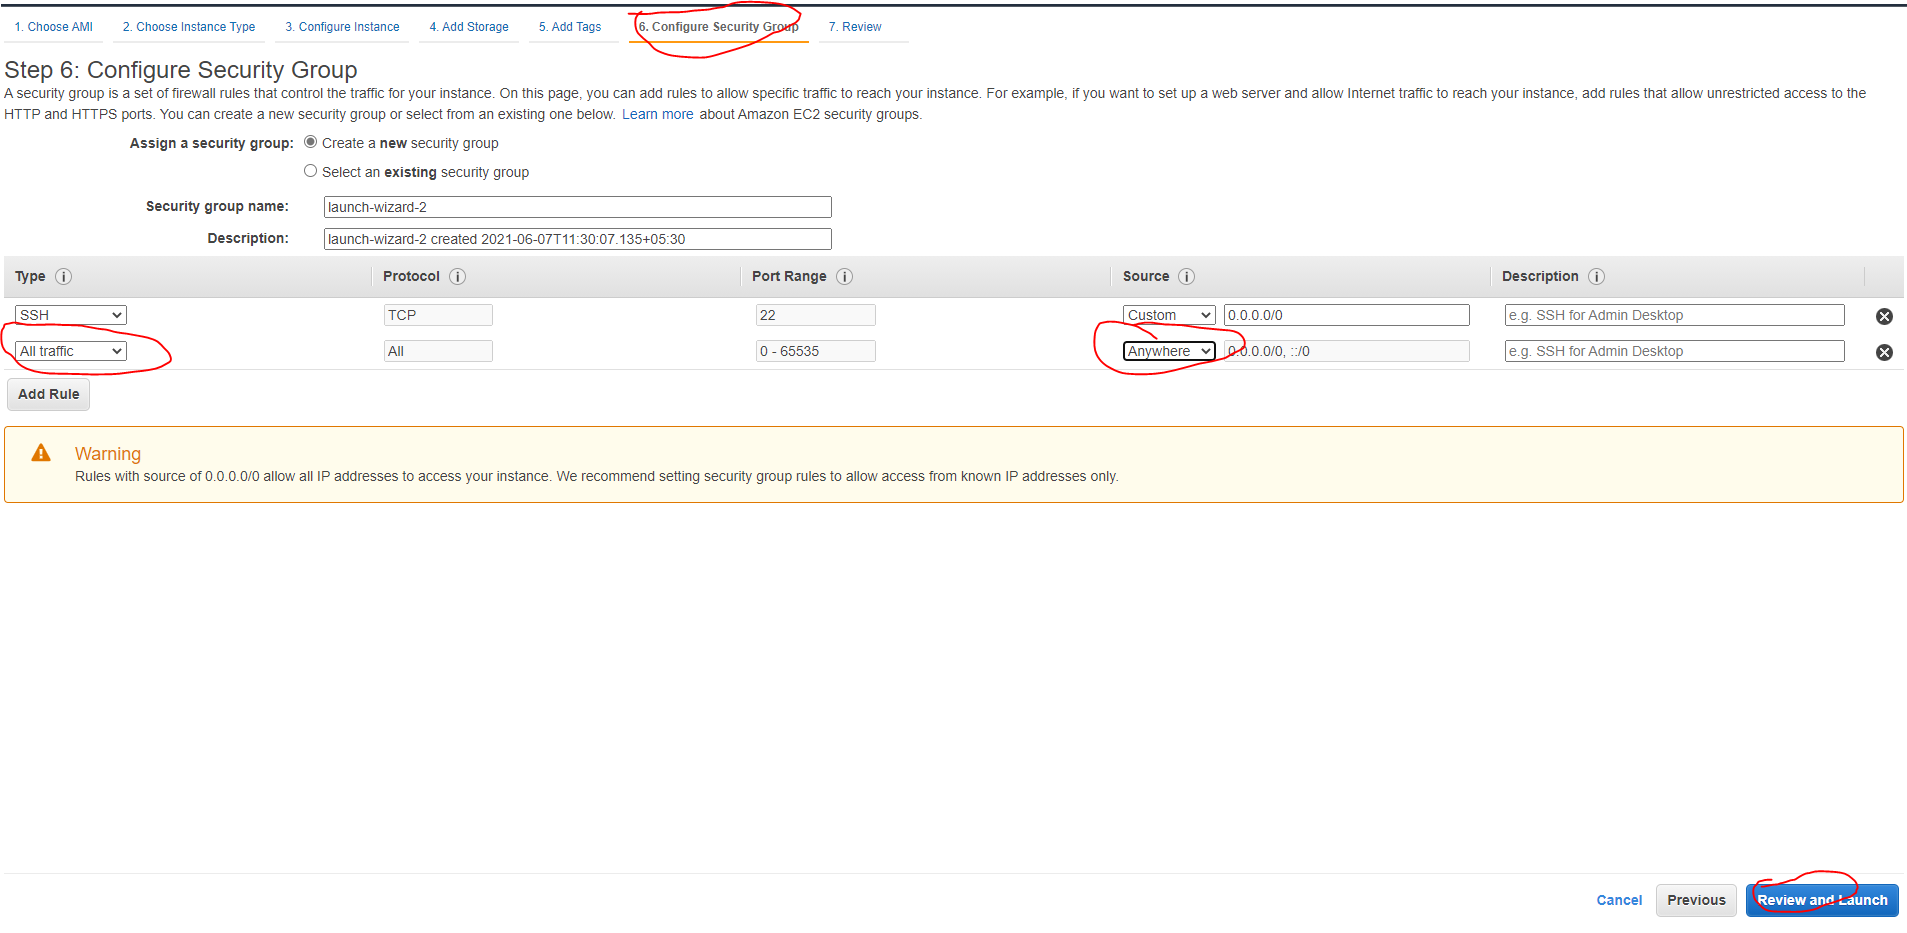 1. Choose AMI 2. Choose Instance Type 3. Configure Instance 4. Add Storage 5. Add Tags 6. Configure Security Group 7. Review
Step 6: Configure Security Group
A security group is a set of firewall rules that control the traffic for your instance. On this page, you can add rules to allow specific traffic to reach your instance. For example, if you want to set up a web server and allow Internet traffic to reach your instance, add rules that allow unrestricted access to the
HTTP and HTTPS ports. You can create a new security group or select from an existing one below. Learn more about Amazon EC2 security groups.
Assign a security group: Create a new security group
Select an existing security group
Security group name: launch-wizard-2
Description: launch-wizard-2 created 2021-06-07T11:30:07.135+05:30
Type i Protocol i Port Range i Source i Description i
SSH TCP 22 Custom 0.0.0.0/0 e.g. SSH for Admin Desktop
All traffic All 0 - 65535 Anywhere 0.0.0.0/0, ::/0 e.g. SSH for Admin Desktop
Add Rule
Warning
Rules with source of 0.0.0.0/0 allow all IP addresses to access your instance. We recommend setting security group rules to allow access from known IP addresses only.
Cancel Previous Review and Launch